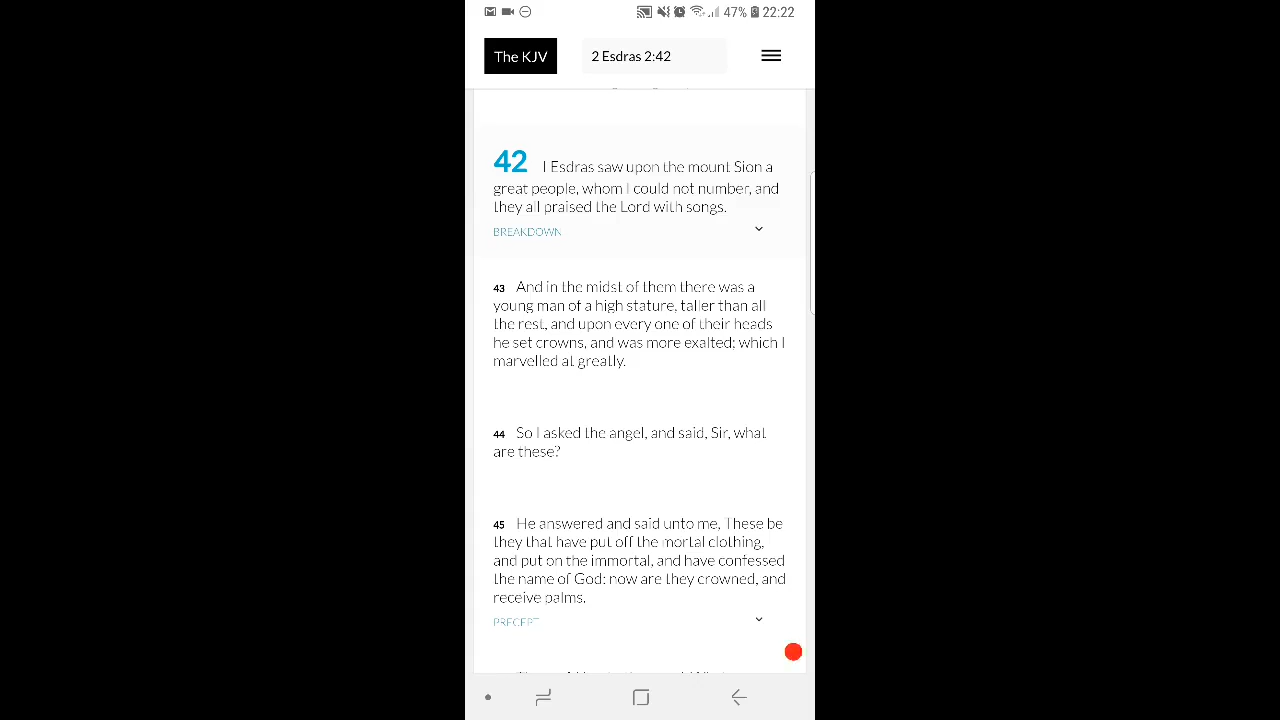 47% 22:22
The KJV 2 Esdras 2:42
42 I Esdras saw upon the mount Sion a
great people, whom I could not number, and
they all praised the Lord with songs.
BREAKDOWN
43 And in the midst of them there was a
young man of a high stature, taller than all
the rest, and upon every one of their heads
he set crowns, and was more exalted; which I
marvelled at greatly.
44 So I asked the angel, and said, Sir, what
are these?
45 He answered and said unto me, These be
they that have put off the mortal clothing,
and put on the immortal, and have confessed
the name of God: now are they crowned, and
receive palms.
PRECEPT